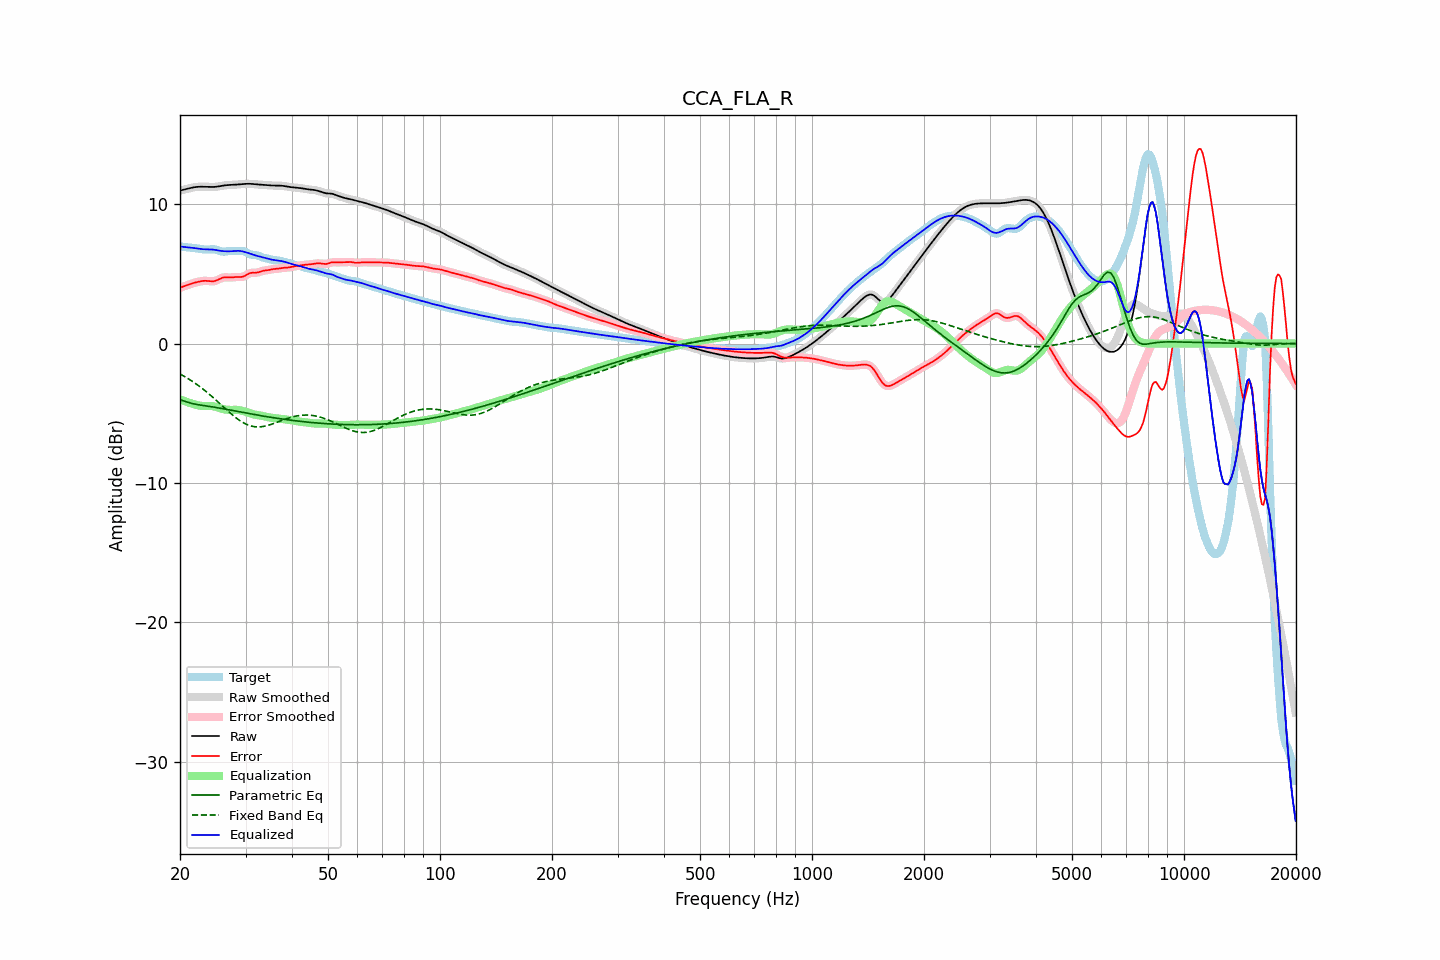 CCA_FLA_R
Amplitude (dBr)
10
0
−10
−20
−30
Target
Raw Smoothed
Error Smoothed
Raw
Error
Equalization
Parametric Eq
Fixed Band Eq
Equalized
20 50 100 200 500 1000 2000 5000 10000 20000
Frequency (Hz)